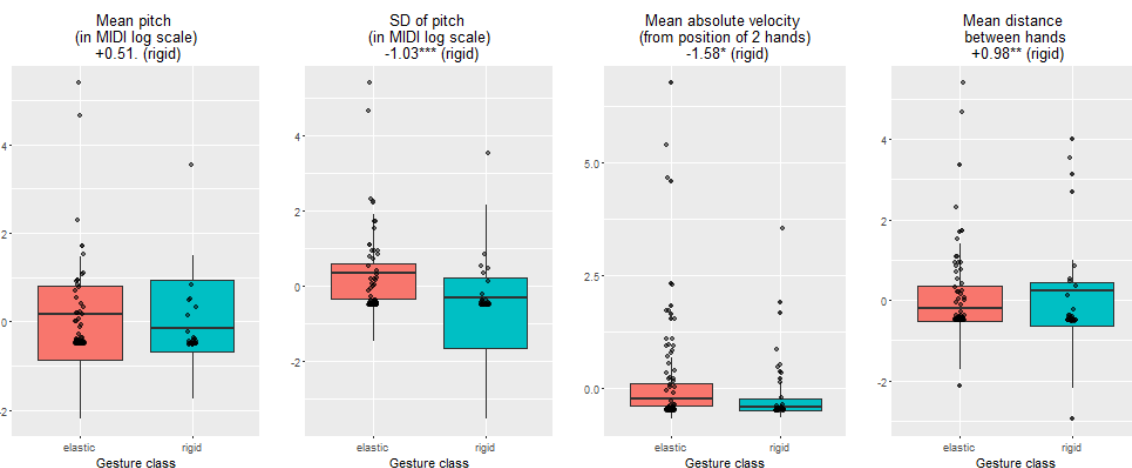 Mean pitch
(in MIDI log scale)
+0.51. (rigid)
4
2
0
-2
elastic
rigid
Gesture class
SD of pitch
(in MIDI log scale)
-1.03*** (rigid)
4
2
0
-2
elastic
rigid
Gesture class
Mean absolute velocity
(from position of 2 hands)
-1.58* (rigid)
5.0
2.5
0.0
elastic
rigid
Gesture class
Mean distance
between hands
+0.98** (rigid)
4
2
0
-2
elastic
rigid
Gesture class